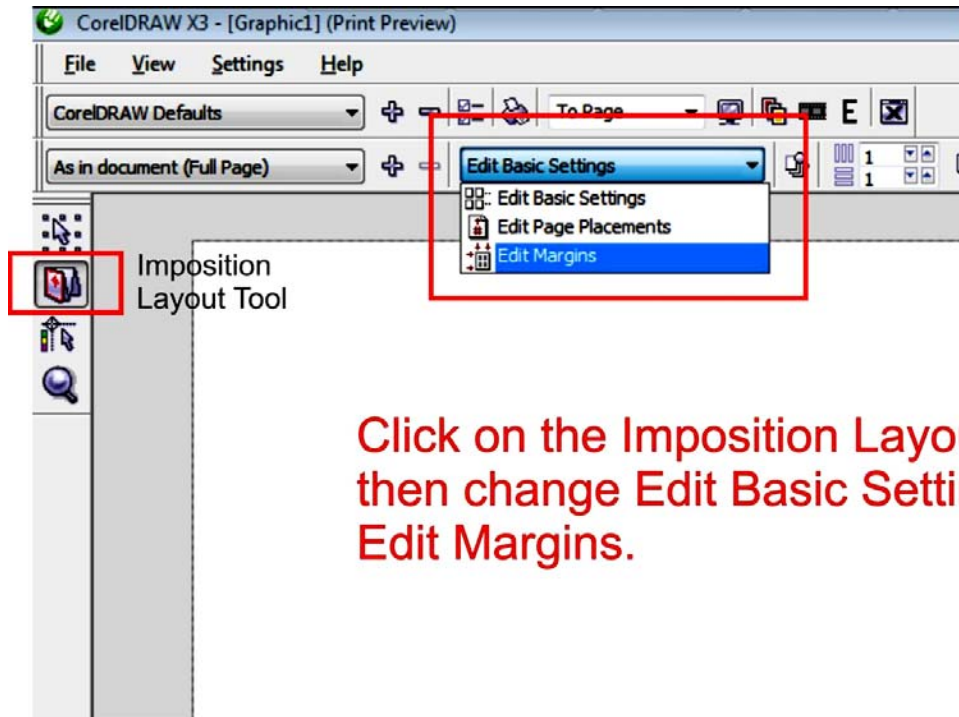 CorelDRAW X3 - [Graphic1] (Print Preview)
File View Settings Help
CorelDRAW Defaults To Page E
As in document (Full Page) Edit Basic Settings 1
1
Edit Basic Settings
Edit Page Placements
Edit Margins
Imposition
Layout Tool
Click on the Imposition Layo
then change Edit Basic Setti
Edit Margins.